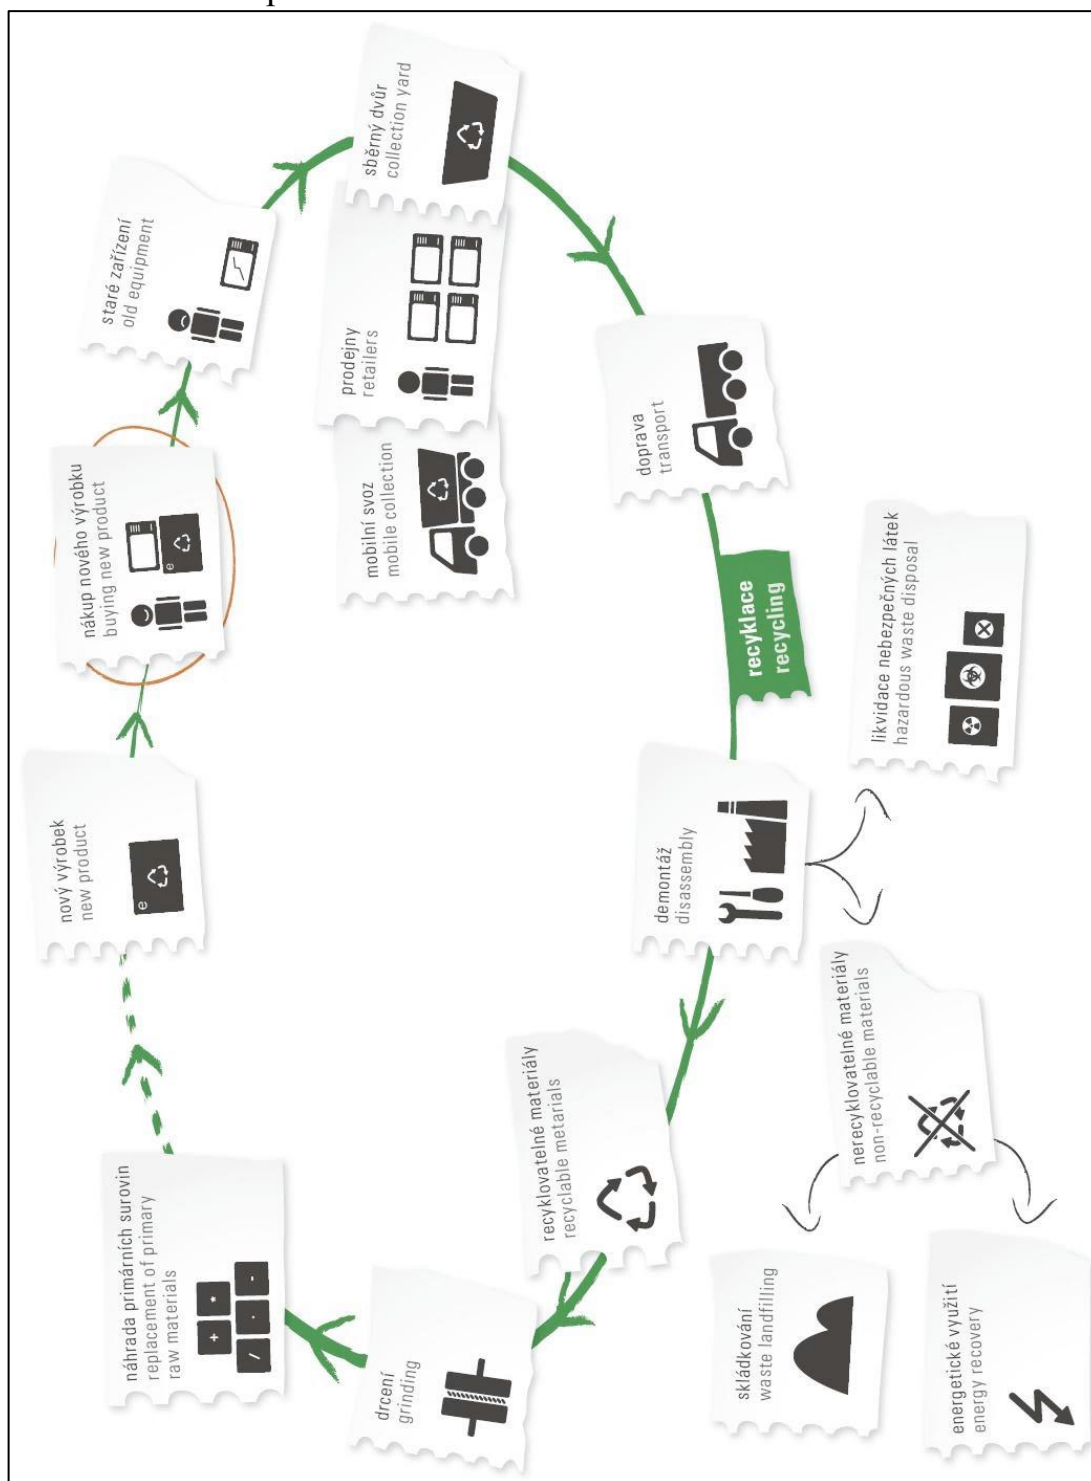 nákup nového výrobku
buying new product
staré zařízení
old equipment
sběrný dvůr
collection yard
prodejny
retailers
mobilní svoz
mobile collection
doprava
transport
recyklace
recycling
demontáž
disassembly
likvidace nebezpečných látek
hazardous waste disposal
nerecyklovatelné materiály
non-recyclable materials
skládkování
waste landfilling
energetické využití
energy recovery
recyklovatelné materiály
recyclable metarials
drcení
grinding
náhrada primárních surovin
replacement of primary
raw materials
+ *
/ . -
nový výrobek
new product
e
e